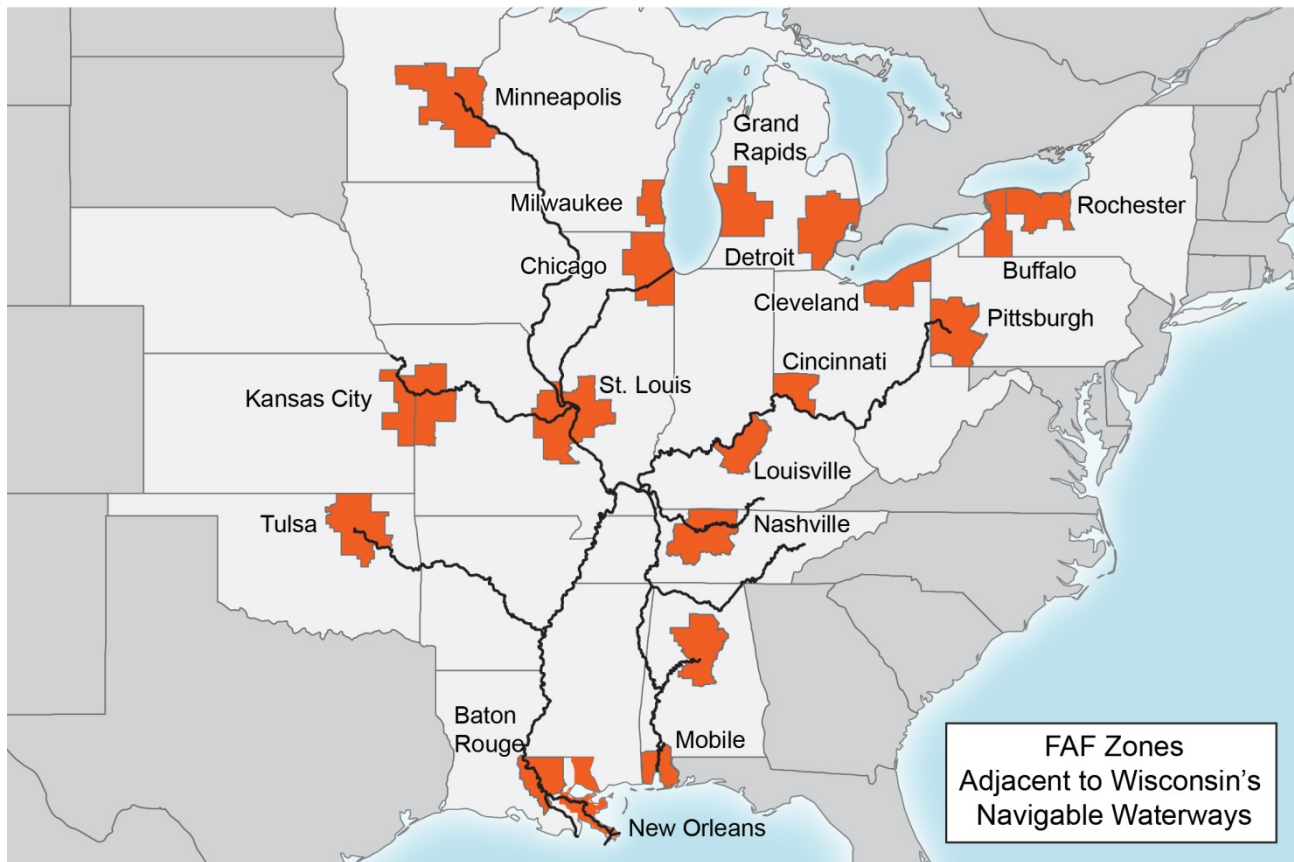 Minneapolis
Grand
Rapids
Milwaukee
Rochester
Chicago
Detroit
Buffalo
Cleveland
Pittsburgh
Cincinnati
Kansas City
St. Louis
Louisville
Tulsa
Nashville
Baton
Rouge
Mobile
New Orleans
FAF Zones
Adjacent to Wisconsin's
Navigable Waterways